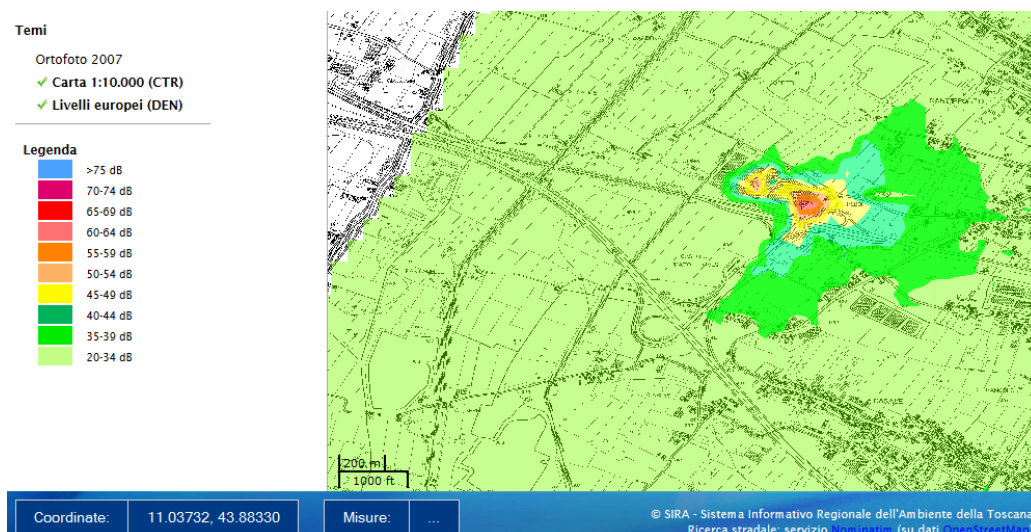 Temi
Ortofoto 2007
Carta 1:10.000 (CTR)
Livelli europei (DEN)
Legenda
>75 dB
70-74 dB
65-69 dB
60-64 dB
55-59 dB
50-54 dB
45-49 dB
40-44 dB
35-39 dB
20-34 dB
200 m
1000 ft
Coordinate: 11.03732, 43.88330 Misure: ...
© SIRA - Sistema Informativo Regionale dell'Ambiente della Toscana
Ricerca stradale: servizio Nominatim (su dati OpenStreetMap